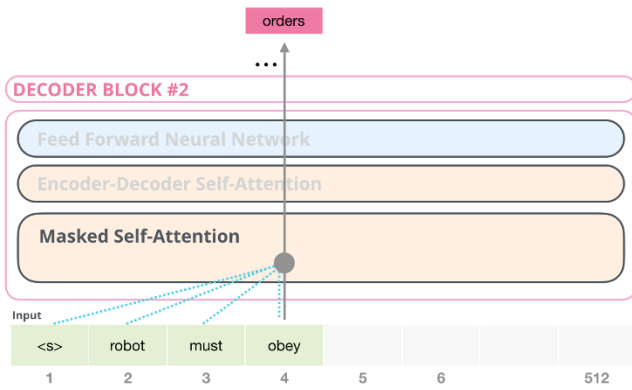 orders
...
DECODER BLOCK #2
Feed Forward Neural Network
Encoder-Decoder Self-Attention
Masked Self-Attention
Input
<s> robot must obey
1 2 3 4 5 6 512